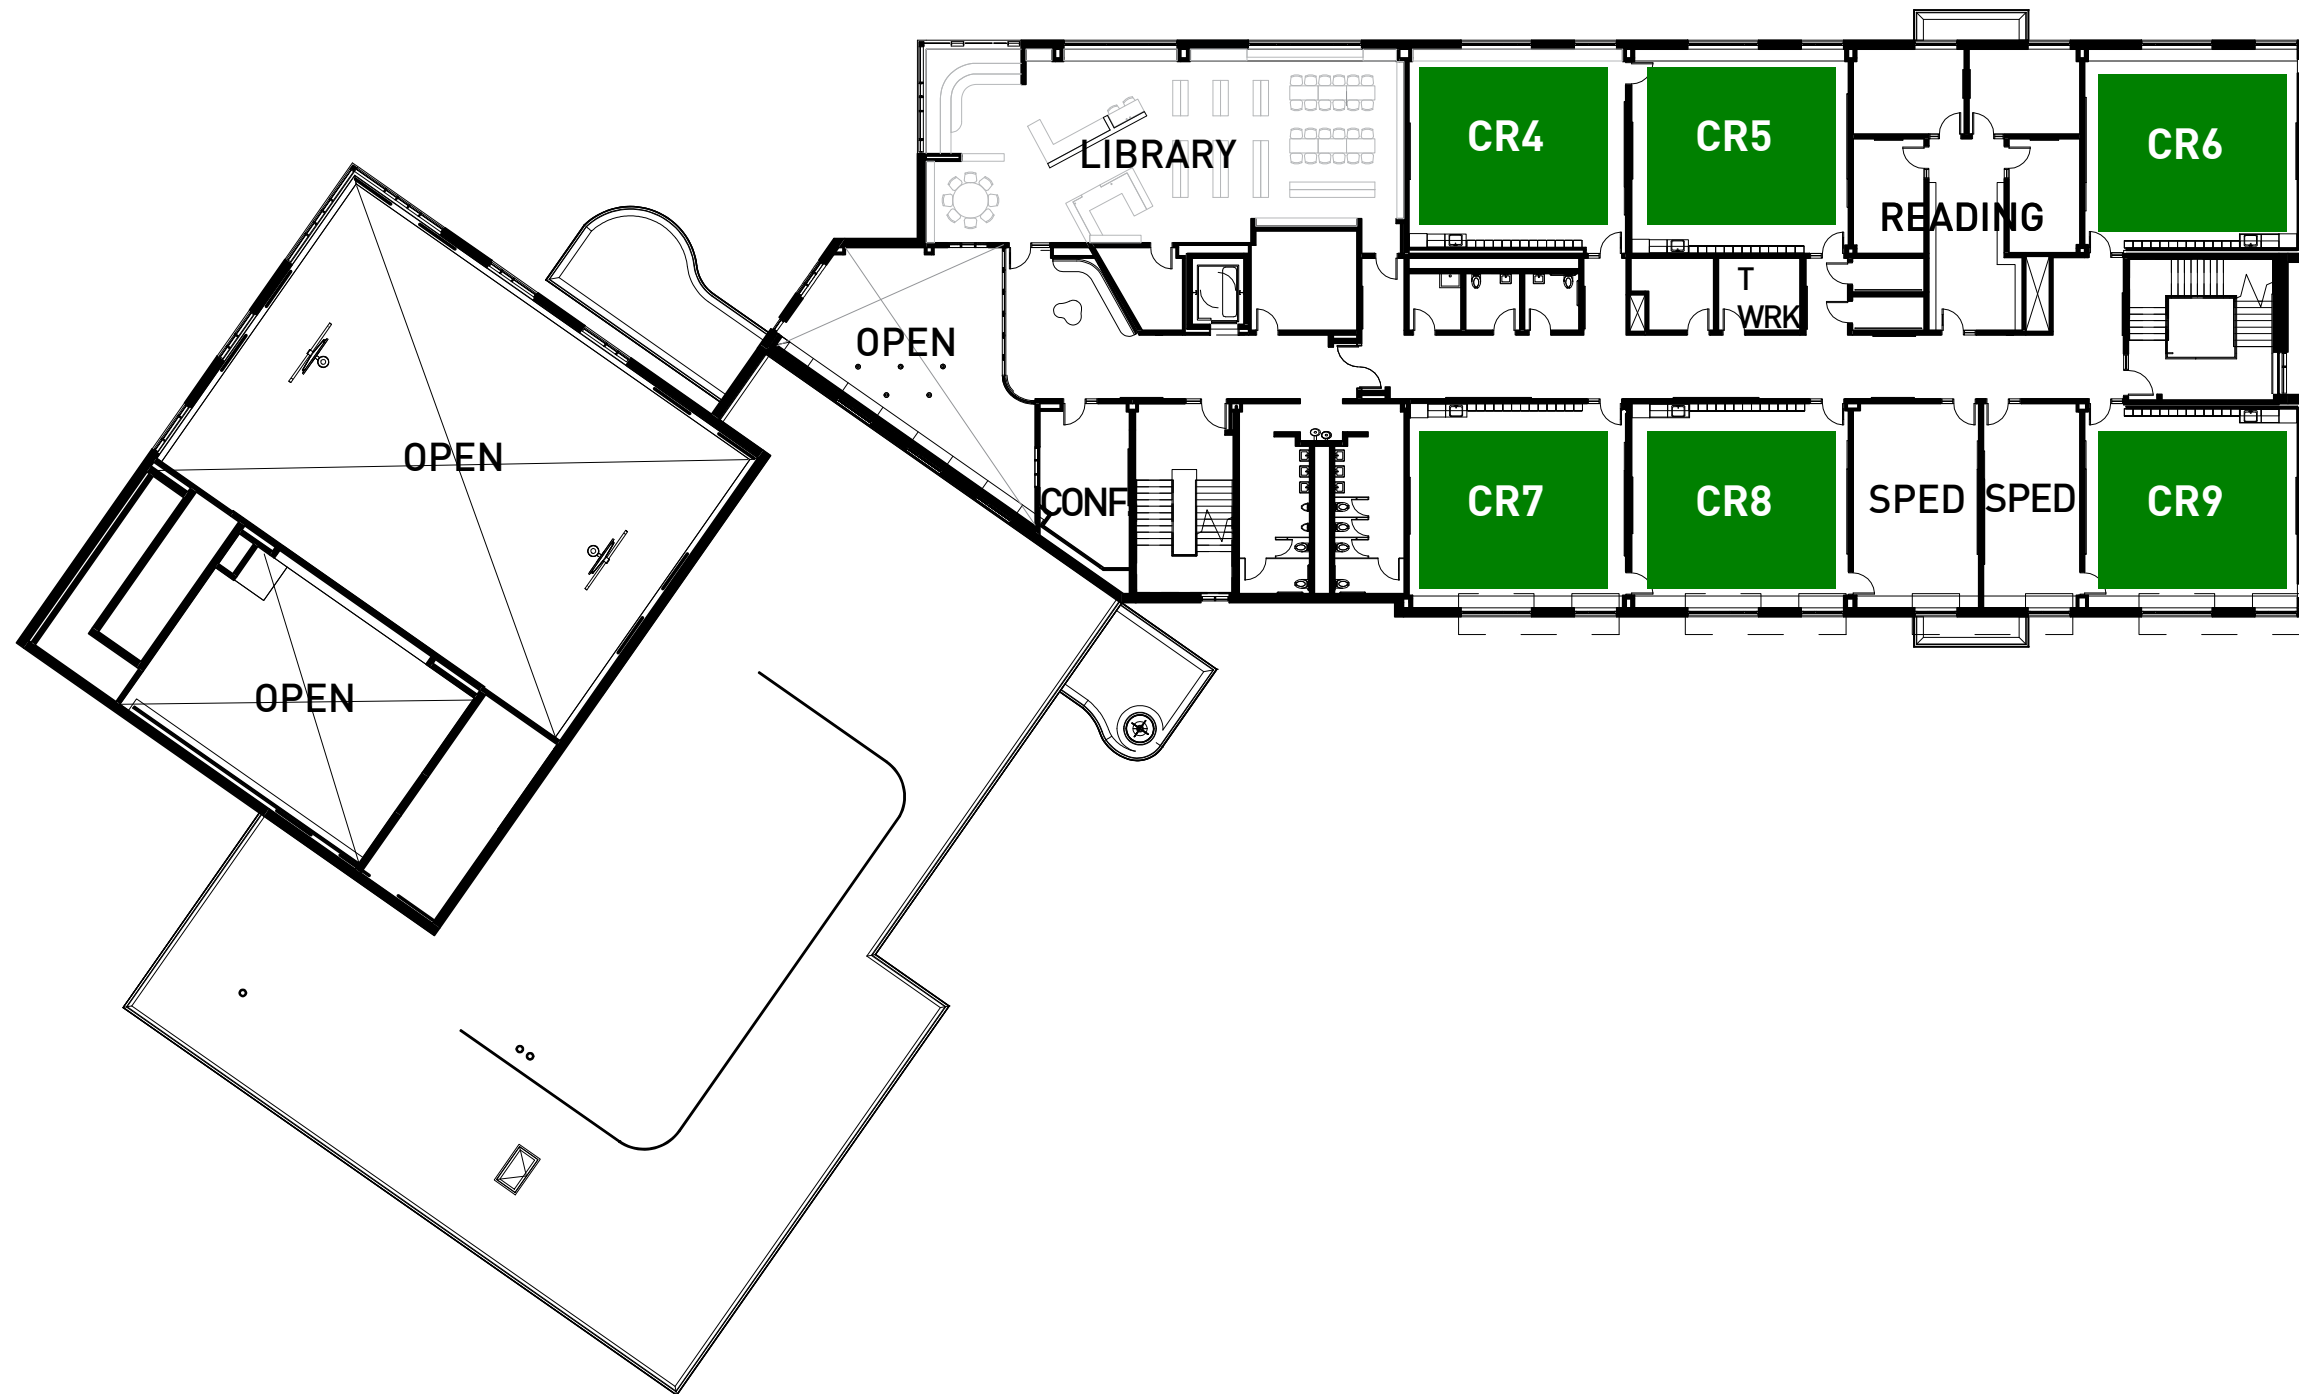 CR4
CR5
CR6
LIBRARY
READING
T
WRK
OPEN
OPEN
CONF.
CR7
CR8
SPED
SPED
CR9
OPEN